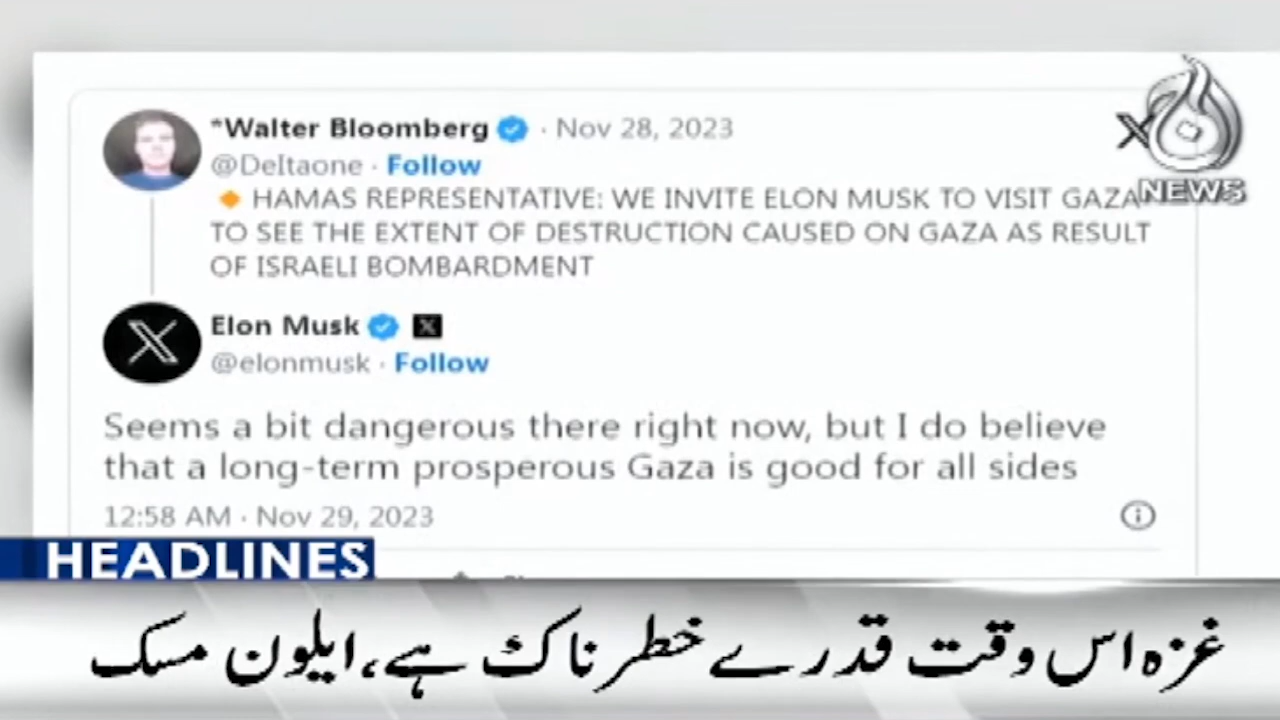 *Walter Bloomberg · Nov 28, 2023
@DeItaone · Follow
🔸 HAMAS REPRESENTATIVE: WE INVITE ELON MUSK TO VISIT GAZA
TO SEE THE EXTENT OF DESTRUCTION CAUSED ON GAZA AS RESULT
OF ISRAELI BOMBARDMENT
X
NEWS
Elon Musk X
@elonmusk · Follow
Seems a bit dangerous there right now, but I do believe
that a long-term prosperous Gaza is good for all sides
12:58 AM · Nov 29, 2023
HEADLINES
غزہ اس وقت قدرے خطرناک ہے، ایلون مسک